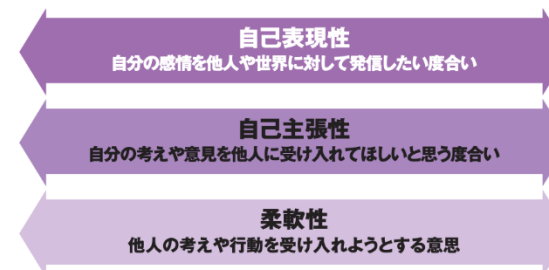 自己表現性
自分の感情を他人や世界に対して発信したい度合い
自己主張性
自分の考えや意見を他人に受け入れてほしいと思う度合い
柔軟性
他人の考えや行動を受け入れようとする意思